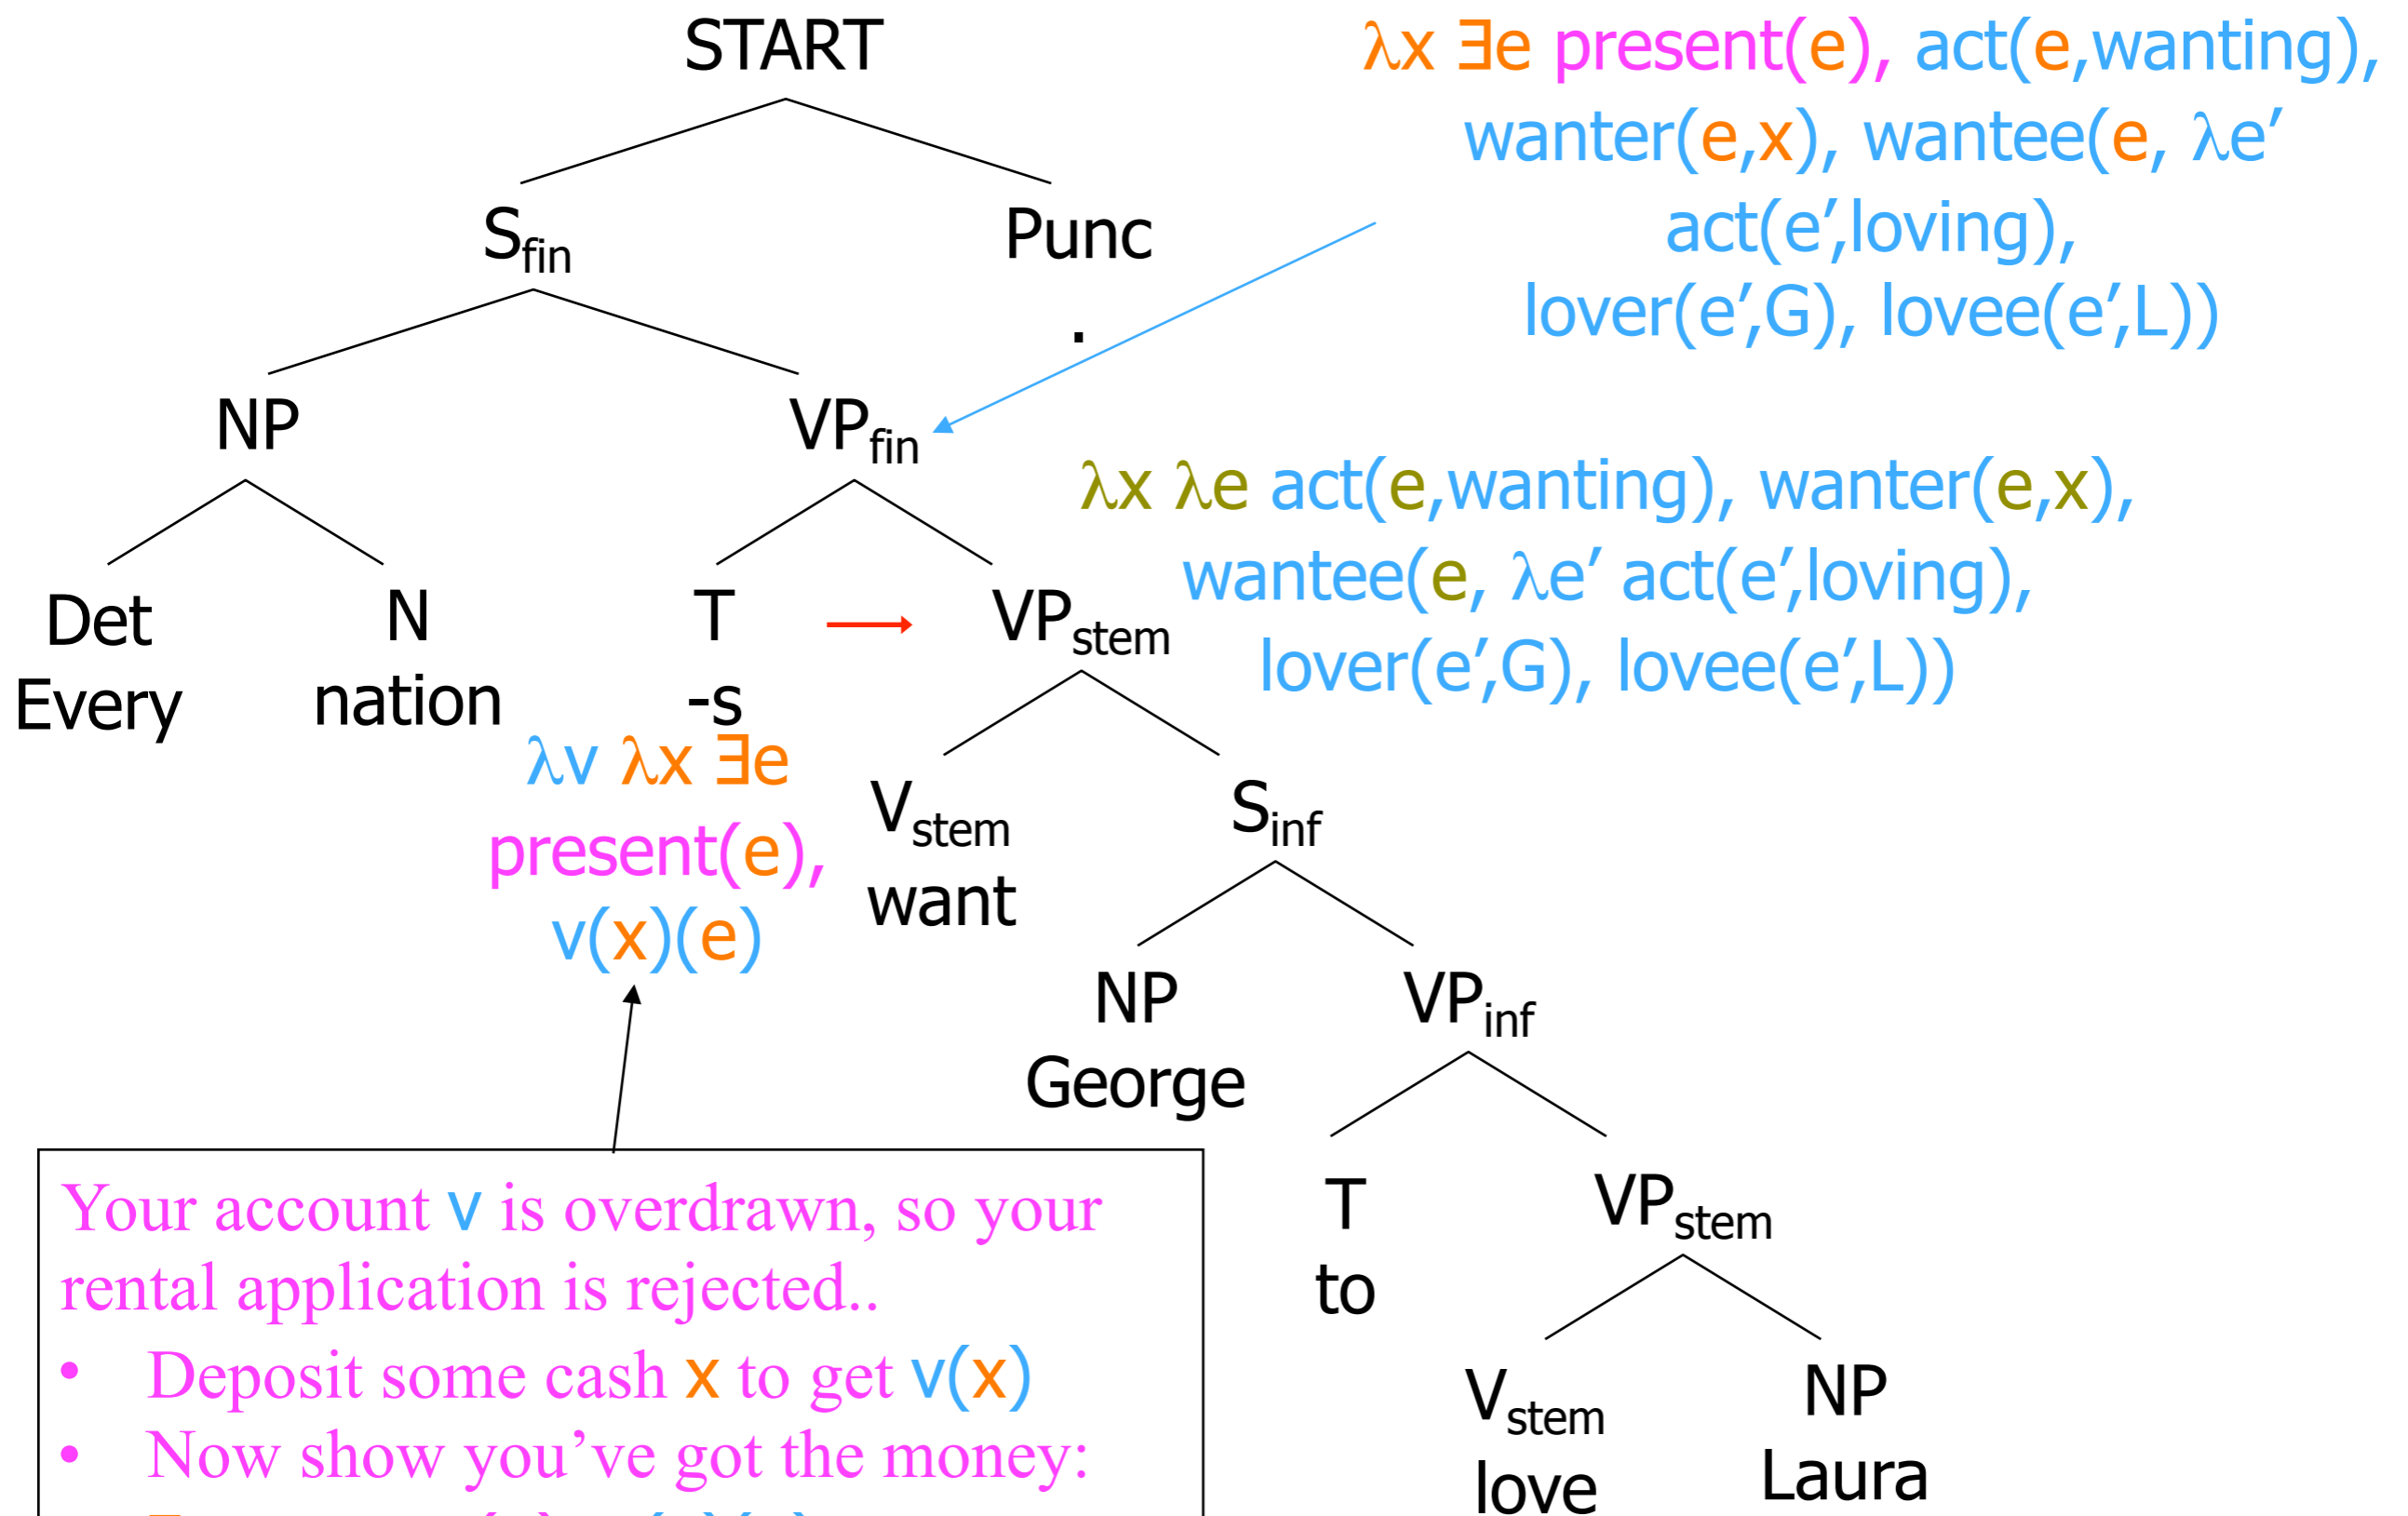 START
λx ∃e present(e), act(e,wanting),
wanter(e,x), wantee(e, λe′
act(e′,loving),
lover(e′,G), lovee(e′,L))
Sfin
Punc
.
NP
VPfin
λx λe act(e,wanting), wanter(e,x),
wantee(e, λe′ act(e′,loving),
lover(e′,G), lovee(e′,L))
Det
Every
N
nation
T
-s
VPstem
λv λx ∃e
present(e),
v(x)(e)
Vstem
want
Sinf
NP
George
VPinf
T
to
VPstem
Vstem
love
NP
Laura
Your account v is overdrawn, so your
rental application is rejected..
• Deposit some cash x to get v(x)
• Now show you’ve got the money: